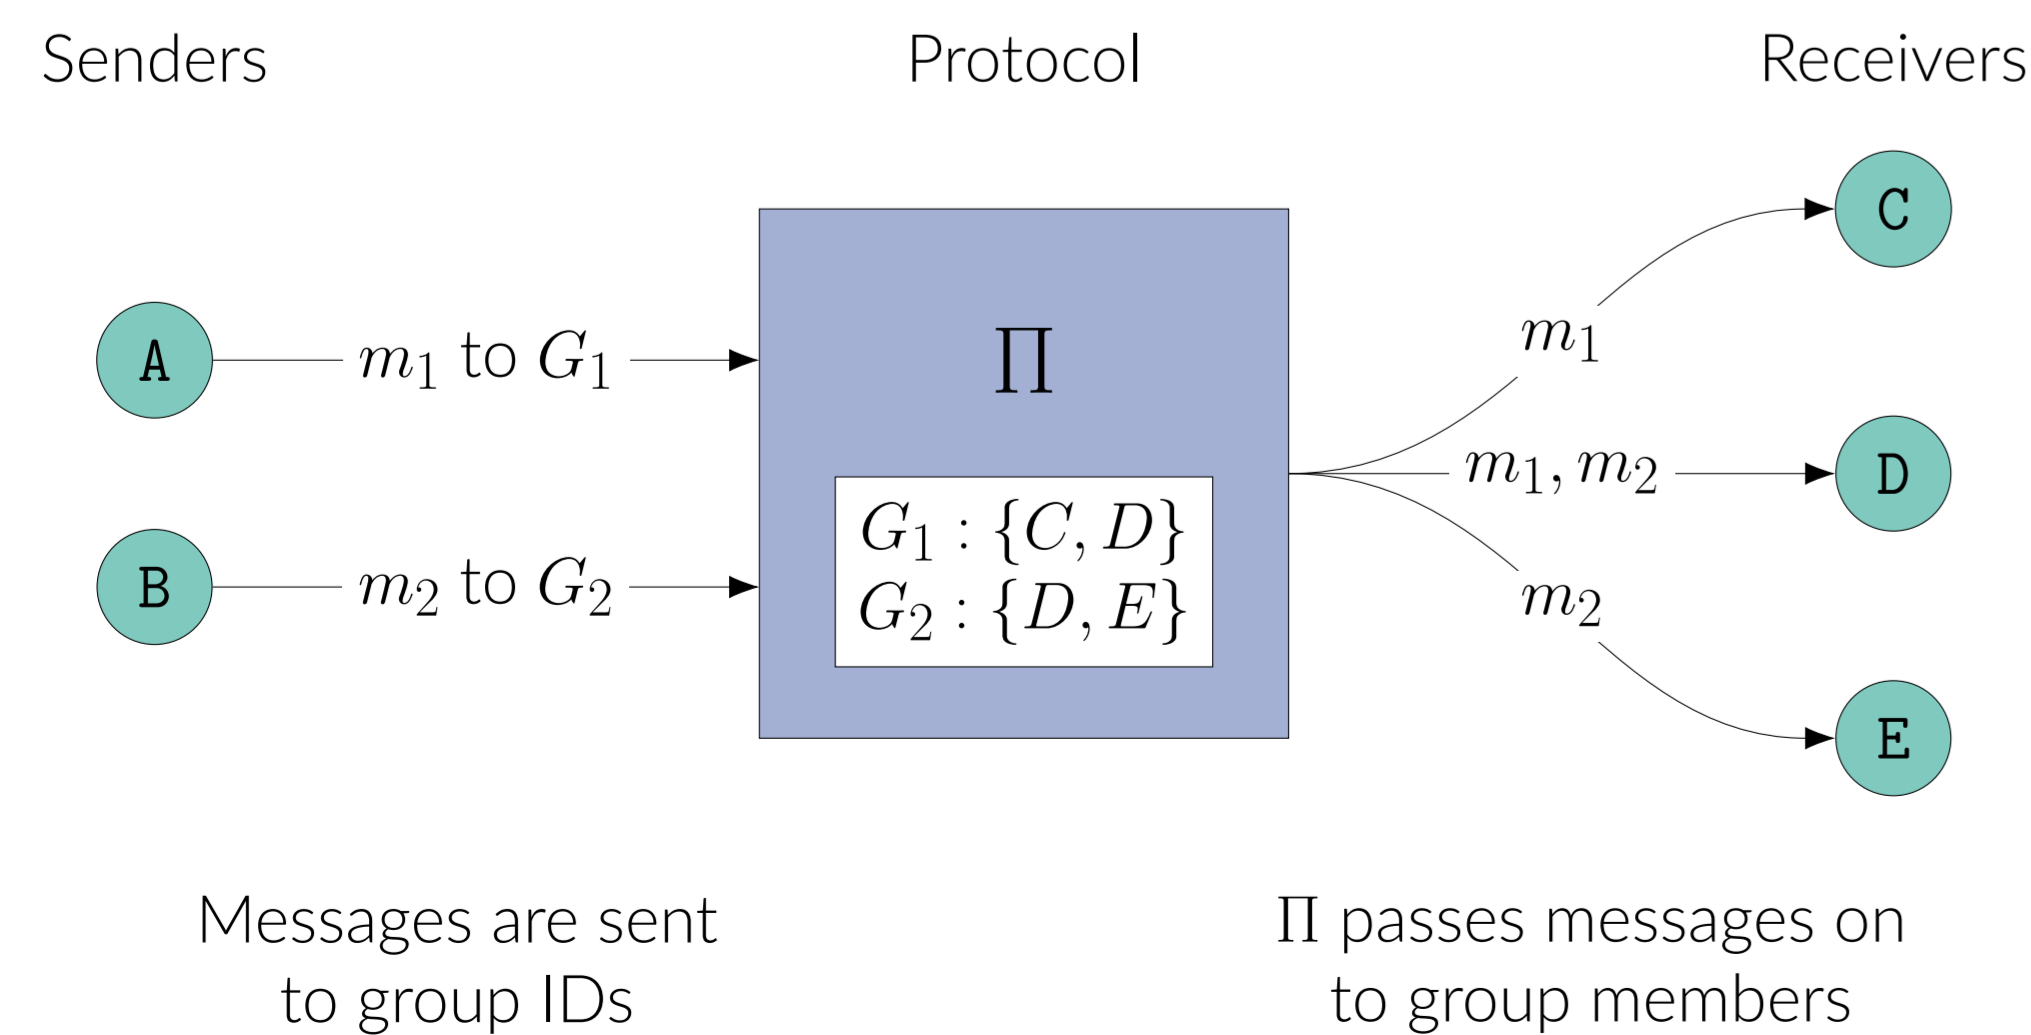 Senders
Protocol
Receivers
A
m₁ to G₁
B
m₂ to G₂
∏
G₁ : {C, D}
G₂ : {D, E}
m₁
C
m₁, m₂
D
m₂
E
Messages are sent
to group IDs
Π passes messages on
to group members